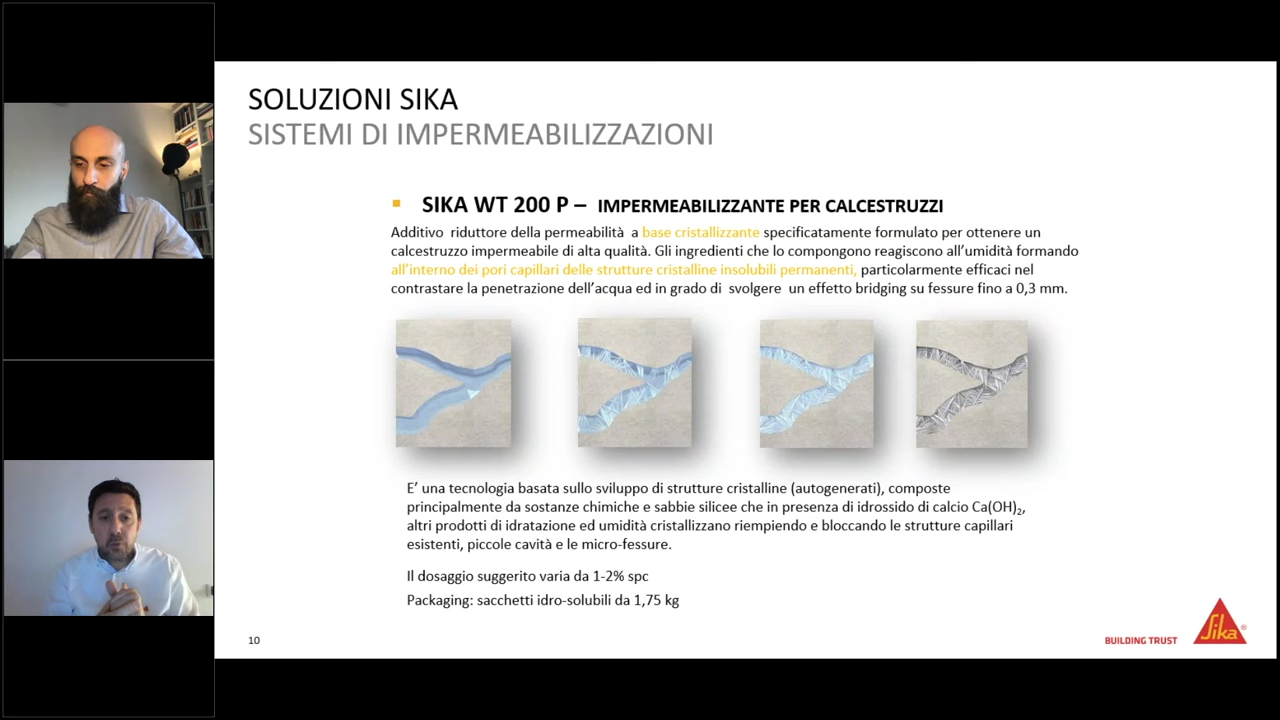 SOLUZIONI SIKA
SISTEMI DI IMPERMEABILIZZAZIONI
▪ SIKA WT 200 P – IMPERMEABILIZZANTE PER CALCESTRUZZI
Additivo riduttore della permeabilità a base cristallizzante specificatamente formulato per ottenere un
calcestruzzo impermeabile di alta qualità. Gli ingredienti che lo compongono reagiscono all’umidità formando
all’interno dei pori capillari delle strutture cristalline insolubili permanenti, particolarmente efficaci nel
contrastare la penetrazione dell’acqua ed in grado di svolgere un effetto bridging su fessure fino a 0,3 mm.
E’ una tecnologia basata sullo sviluppo di strutture cristalline (autogenerati), composte
principalmente da sostanze chimiche e sabbie silicee che in presenza di idrossido di calcio Ca(OH)₂,
altri prodotti di idratazione ed umidità cristallizzano riempiendo e bloccando le strutture capillari
esistenti, piccole cavità e le micro-fessure.
Il dosaggio suggerito varia da 1-2% spc
Packaging: sacchetti idro-solubili da 1,75 kg
10
BUILDING TRUST
Sika®